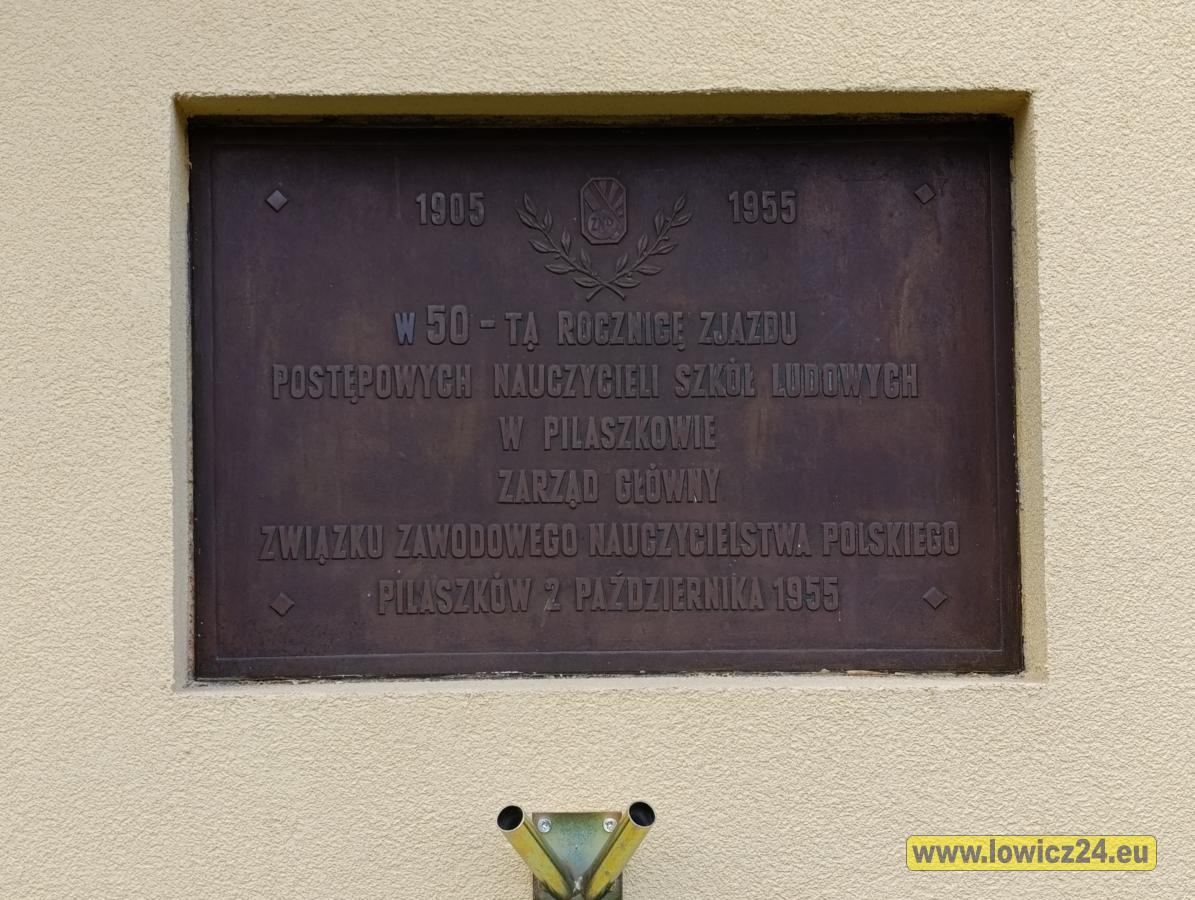 1905 ZNP 1955
W 50 - TĄ ROCZNICĘ ZJAZDU
POSTĘPOWYCH NAUCZYCIELI SZKÓŁ LUDOWYCH
W PILASZKOWIE
ZARZĄD GŁÓWNY
ZWIĄZKU ZAWODOWEGO NAUCZYCIELSTWA POLSKIEGO
PILASZKÓW 2 PAŹDZIERNIKA 1955
www.lowicz24.eu